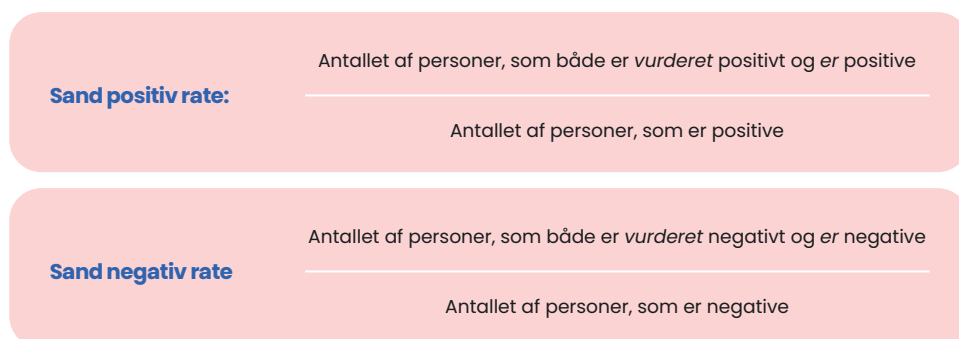 Antallet af personer, som både er vurderet positivt og er positive
Sand positiv rate:
Antallet af personer, som er positive
Antallet af personer, som både er vurderet negativt og er negative
Sand negativ rate
Antallet af personer, som er negative